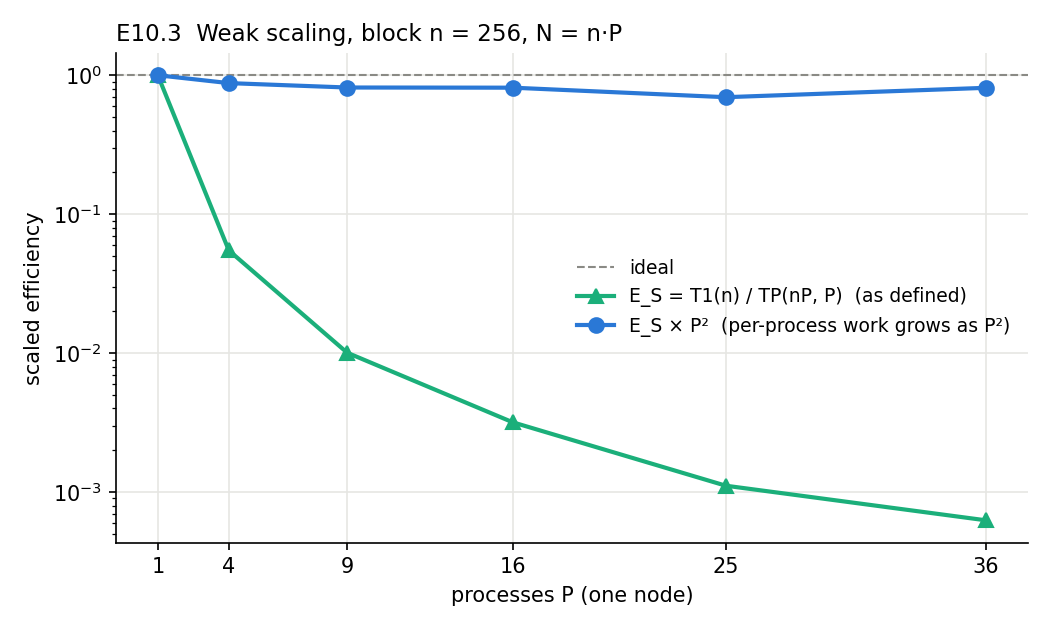 E10.3  Weak scaling, block n = 256, N = n·P
scaled efficiency
10⁰
10⁻¹
10⁻²
10⁻³
ideal
E_S = T1(n) / TP(nP, P)  (as defined)
E_S × P²  (per-process work grows as P²)
1 4 9 16 25 36
processes P (one node)